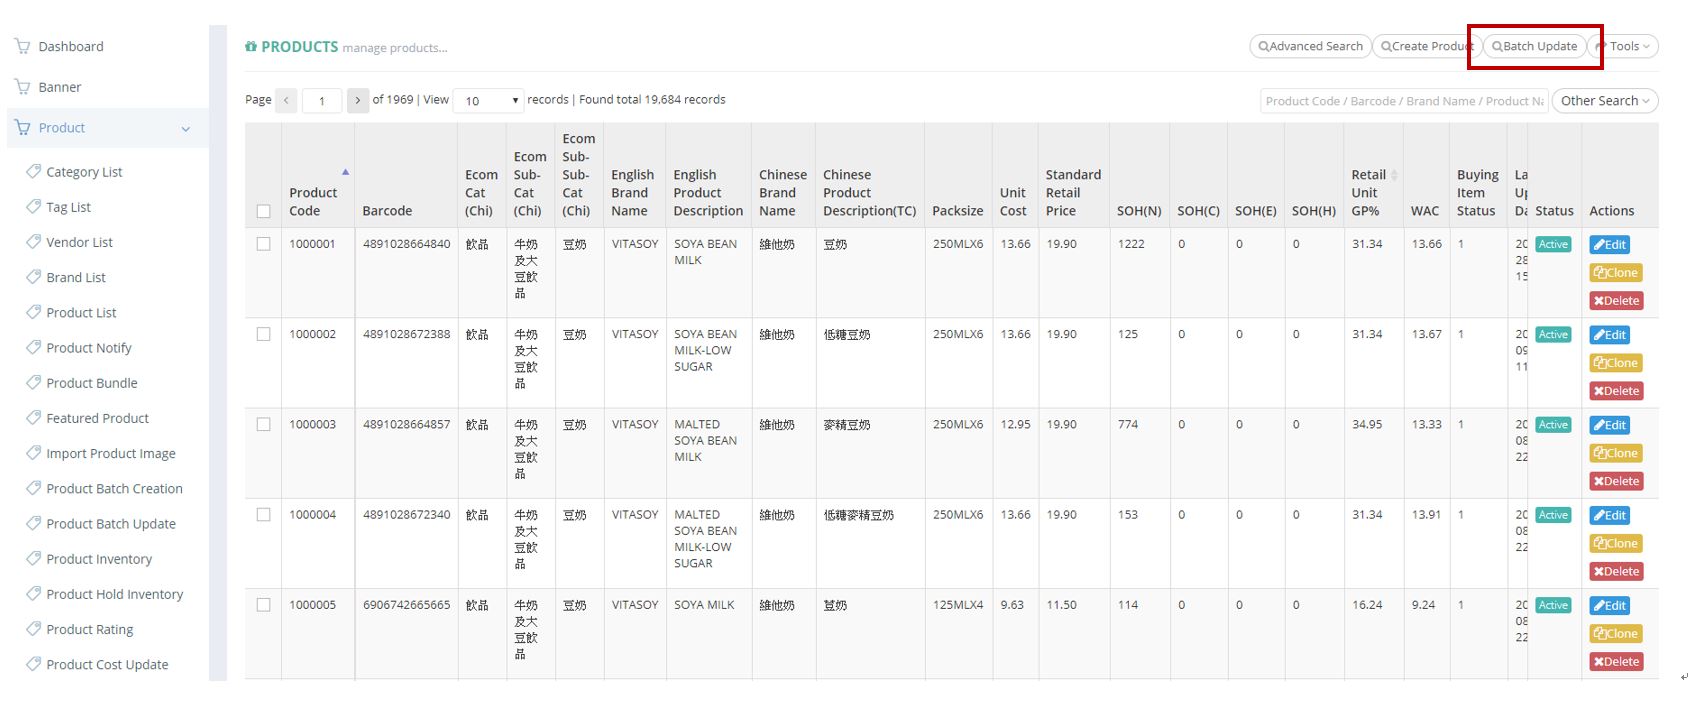 Dashboard
Banner
Product
Category List
Tag List
Vendor List
Brand List
Product List
Product Notify
Product Bundle
Featured Product
Import Product Image
Product Batch Creation
Product Batch Update
Product Inventory
Product Hold Inventory
Product Rating
Product Cost Update
PRODUCTS manage products...
Advanced Search Create Product Batch Update Tools
Page < 1 > of 1969 | View 10 records | Found total 19,684 records
Product Code / Barcode / Brand Name / Product Na Other Search
Product Code Barcode Ecom Cat (Chi) Ecom Sub-Cat (Chi) Ecom Sub-Sub-Cat (Chi) English Brand Name English Product Description Chinese Brand Name Chinese Product Description(TC) Packsize Unit Cost Standard Retail Price SOH(N) SOH(C) SOH(E) SOH(H) Retail Unit GP% WAC Buying Item Status La Up Da Status Actions
1000001 4891028664840 飲品 牛奶及大豆飲品 豆奶 VITASOY SOYA BEAN MILK 維他奶 豆奶 250MLX6 13.66 19.90 1222 0 0 0 31.34 13.66 1 20 28 15 Active Edit Clone Delete
1000002 4891028672388 飲品 牛奶及大豆飲品 豆奶 VITASOY SOYA BEAN MILK-LOW SUGAR 維他奶 低糖豆奶 250MLX6 13.66 19.90 125 0 0 0 31.34 13.67 1 20 09 11 Active Edit Clone Delete
1000003 4891028664857 飲品 牛奶及大豆飲品 豆奶 VITASOY MALTED SOYA BEAN MILK 維他奶 麥精豆奶 250MLX6 12.95 19.90 774 0 0 0 34.95 13.33 1 20 08 22 Active Edit Clone Delete
1000004 4891028672340 飲品 牛奶及大豆飲品 豆奶 VITASOY MALTED SOYA BEAN MILK-LOW SUGAR 維他奶 低糖麥精豆奶 250MLX6 13.66 19.90 153 0 0 0 31.34 13.91 1 20 08 22 Active Edit Clone Delete
1000005 6906742665665 飲品 牛奶及大豆飲品 豆奶 VITASOY SOYA MILK 維他奶 荳奶 125MLX4 9.63 11.50 114 0 0 0 16.24 9.24 1 20 08 22 Active Edit Clone Delete